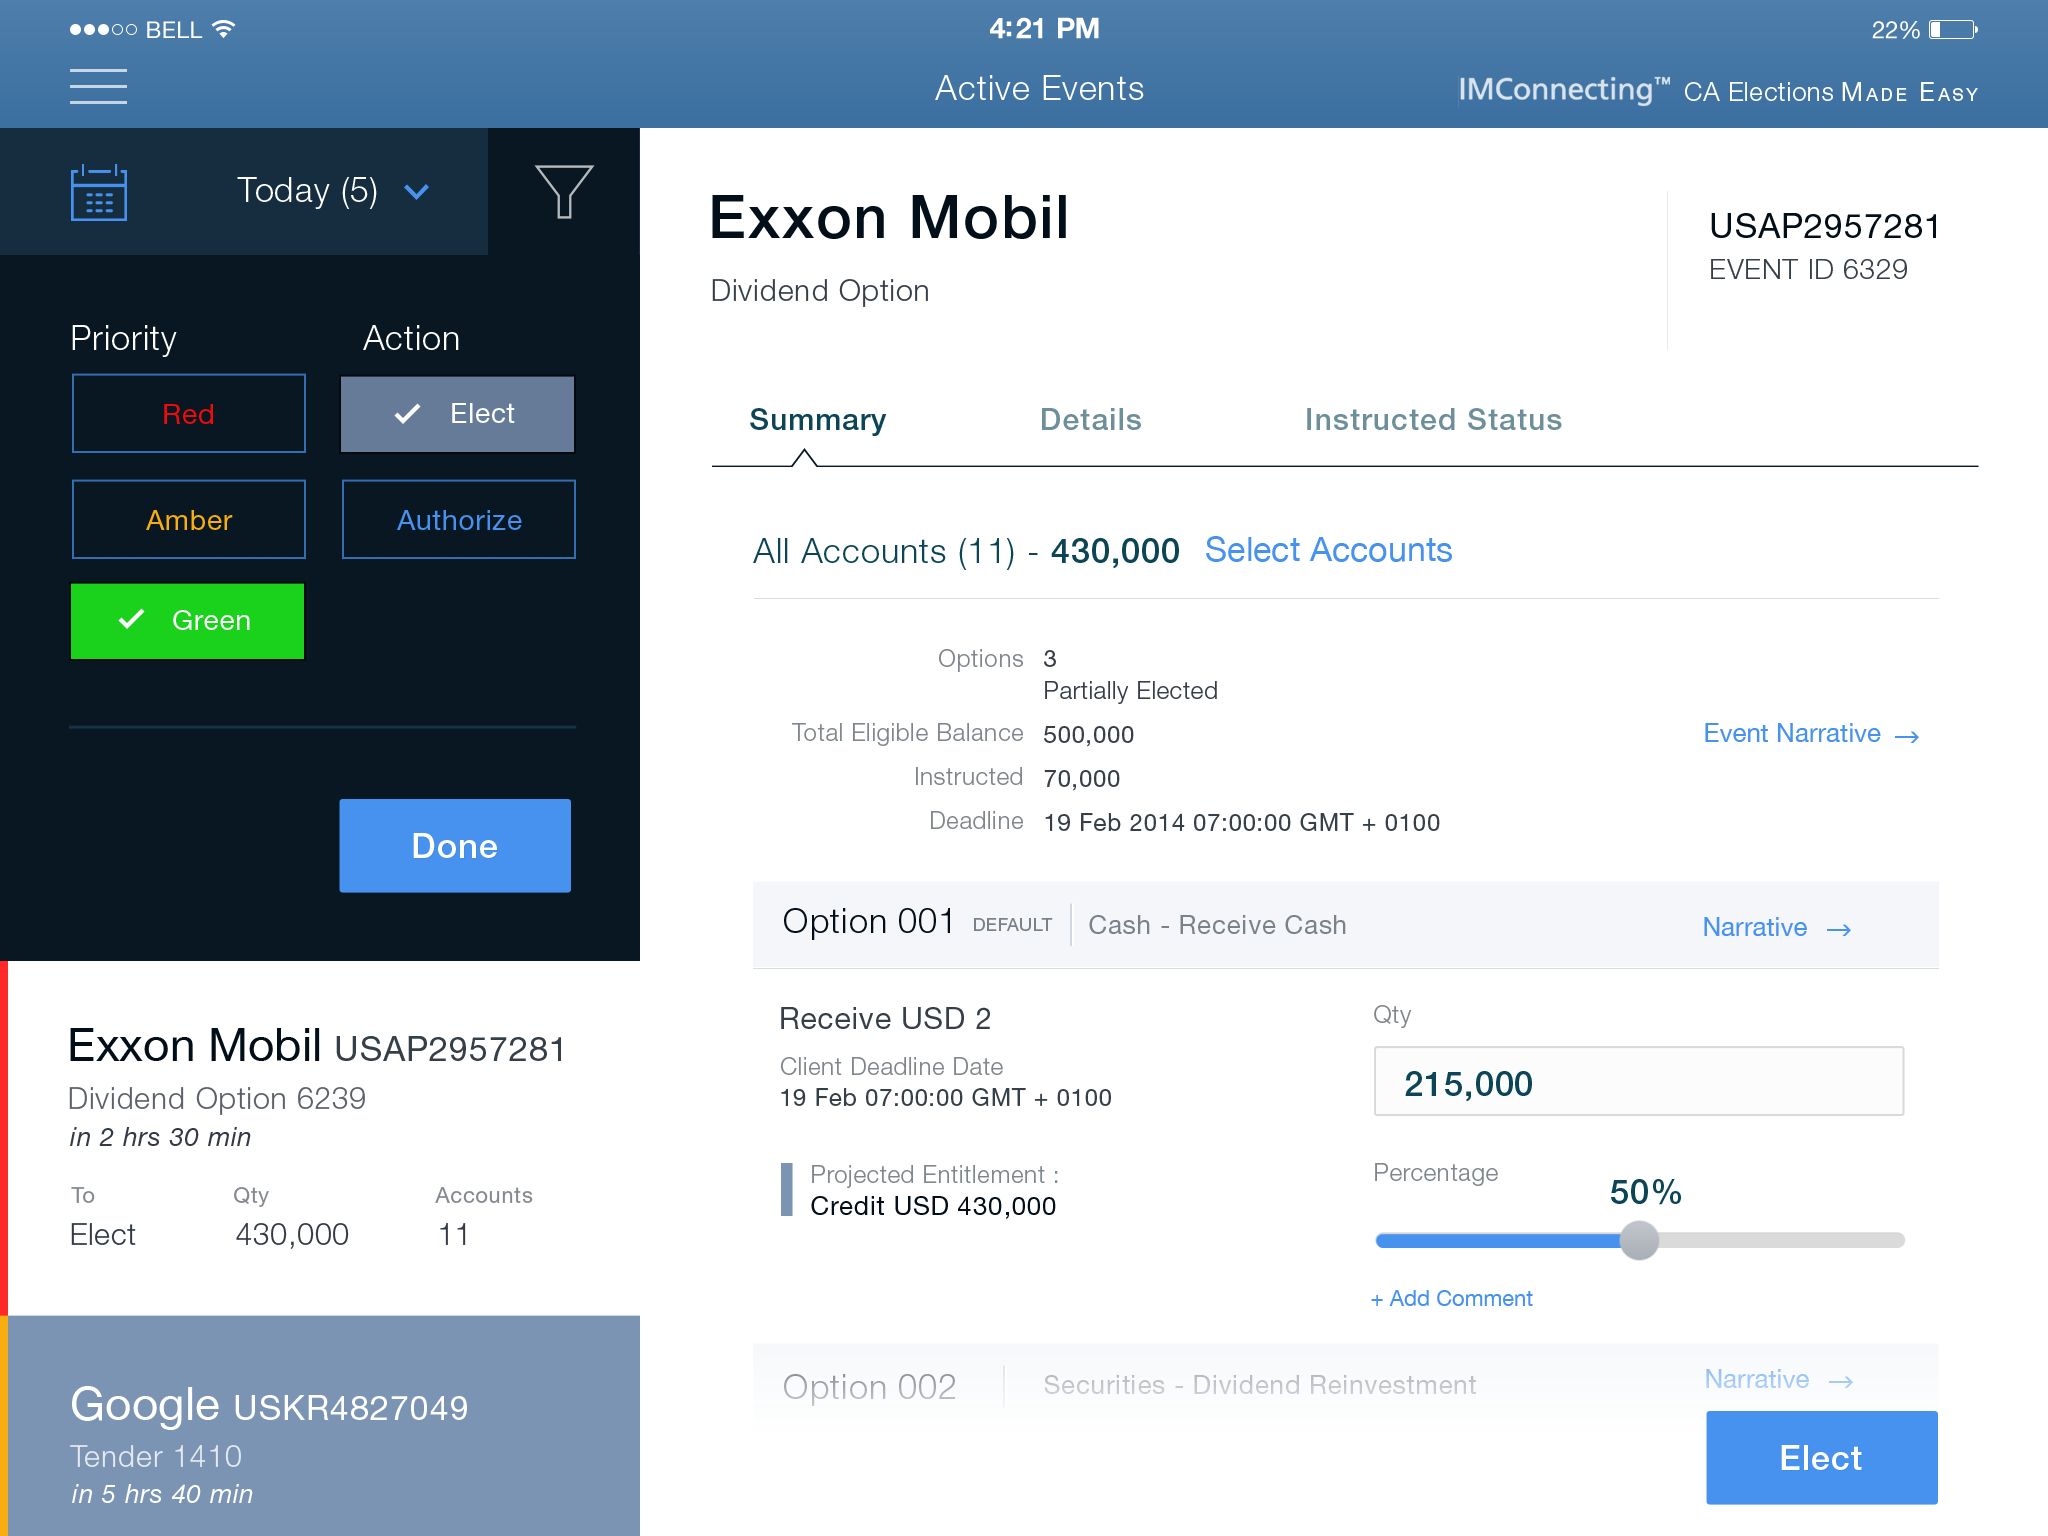 BELL
4:21 PM
22%
Active Events
IMConnecting™ CA Elections MADE EASY
Today (5)
Priority
Action
Red
Elect
Amber
Authorize
Green
Done
Exxon Mobil USAP2957281
Dividend Option 6239
in 2 hrs 30 min
To Qty Accounts
Elect 430,000 11
Google USKR4827049
Tender 1410
in 5 hrs 40 min
Exxon Mobil
Dividend Option
USAP2957281
EVENT ID 6329
Summary Details Instructed Status
All Accounts (11) - 430,000 Select Accounts
Options 3
Partially Elected
Total Eligible Balance 500,000
Event Narrative →
Instructed 70,000
Deadline 19 Feb 2014 07:00:00 GMT + 0100
Option 001 DEFAULT Cash - Receive Cash Narrative →
Receive USD 2
Client Deadline Date
19 Feb 07:00:00 GMT + 0100
Projected Entitlement :
Credit USD 430,000
Qty
215,000
Percentage
50%
+ Add Comment
Option 002 Securities - Dividend Reinvestment Narrative →
Elect